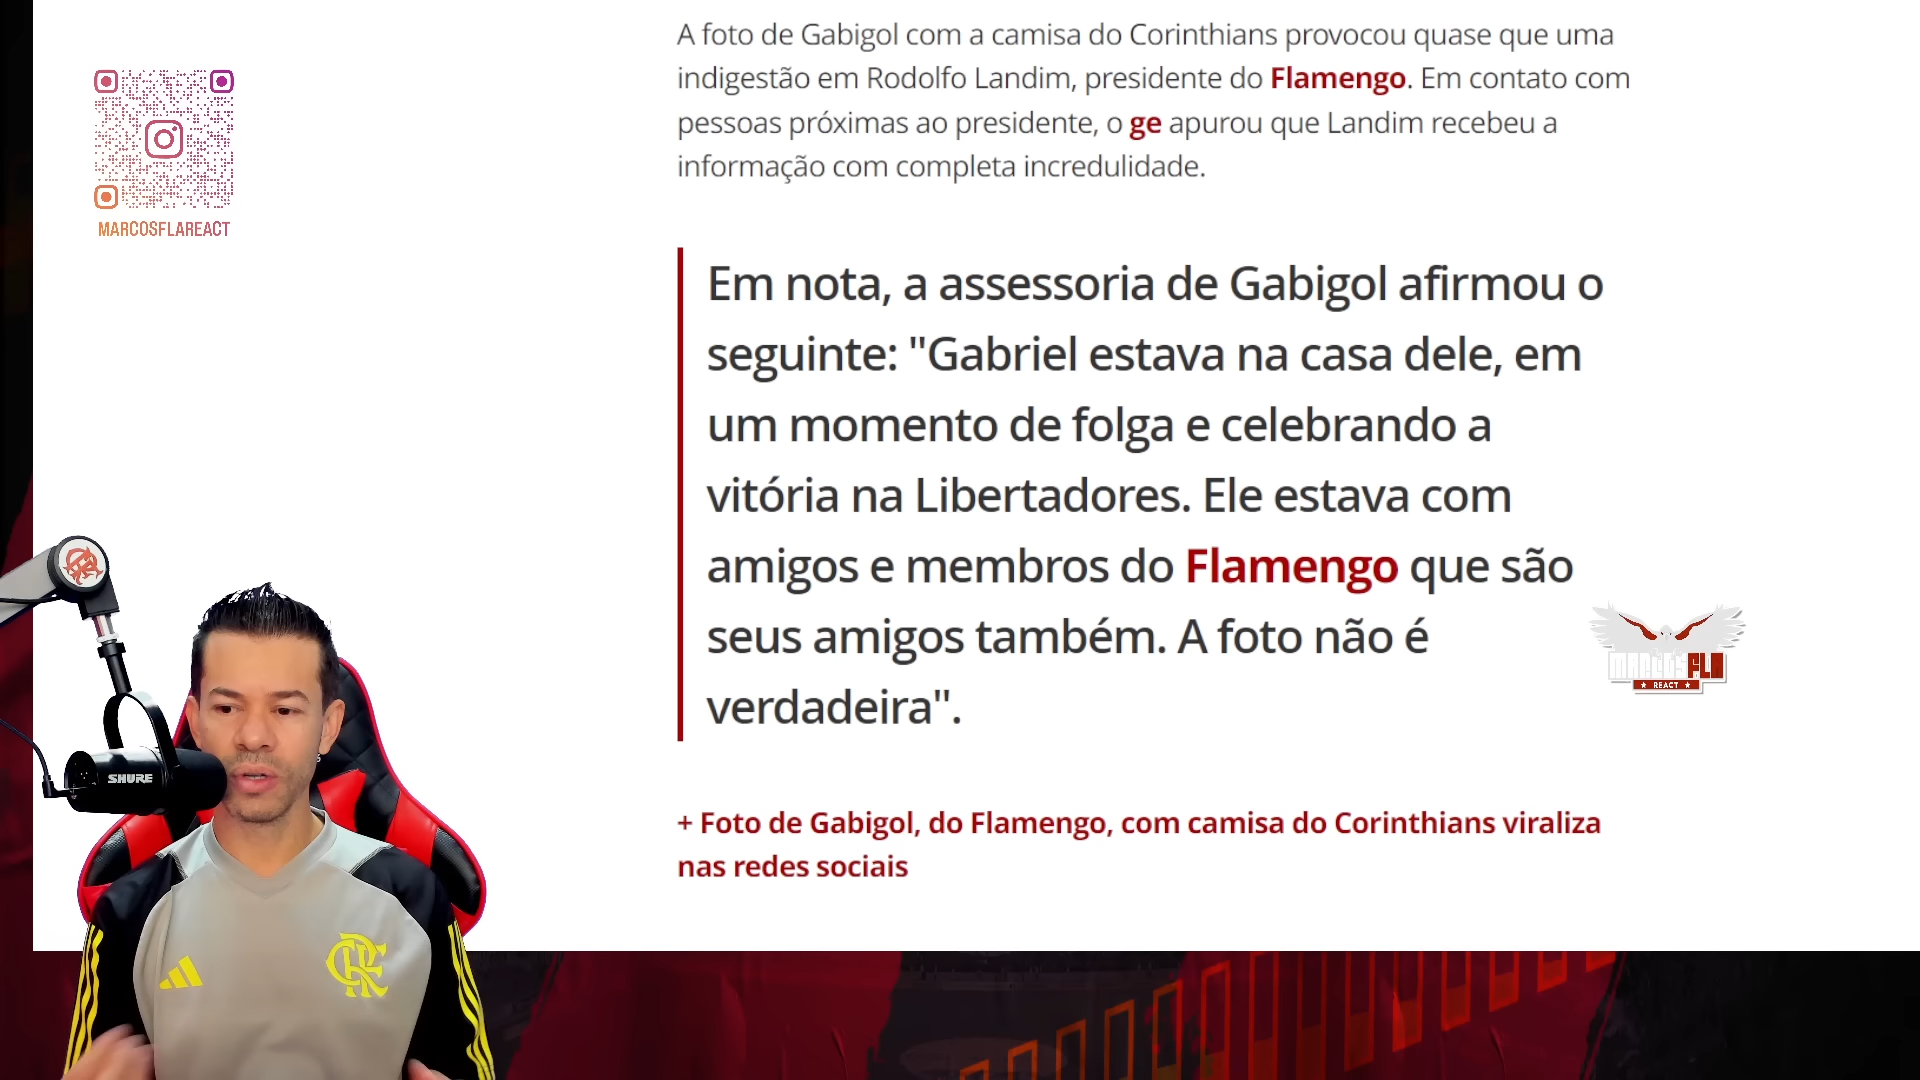 A foto de Gabigol com a camisa do Corinthians provocou quase que uma
indigestão em Rodolfo Landim, presidente do Flamengo. Em contato com
pessoas próximas ao presidente, o ge apurou que Landim recebeu a
informação com completa incredulidade.
MARCOSFLAREACT
Em nota, a assessoria de Gabigol afirmou o
seguinte: "Gabriel estava na casa dele, em
um momento de folga e celebrando a
vitória na Libertadores. Ele estava com
amigos e membros do Flamengo que são
seus amigos também. A foto não é
verdadeira".
MARCOSFLA
REACT
SHURE
+ Foto de Gabigol, do Flamengo, com camisa do Corinthians viraliza
nas redes sociais
CRF